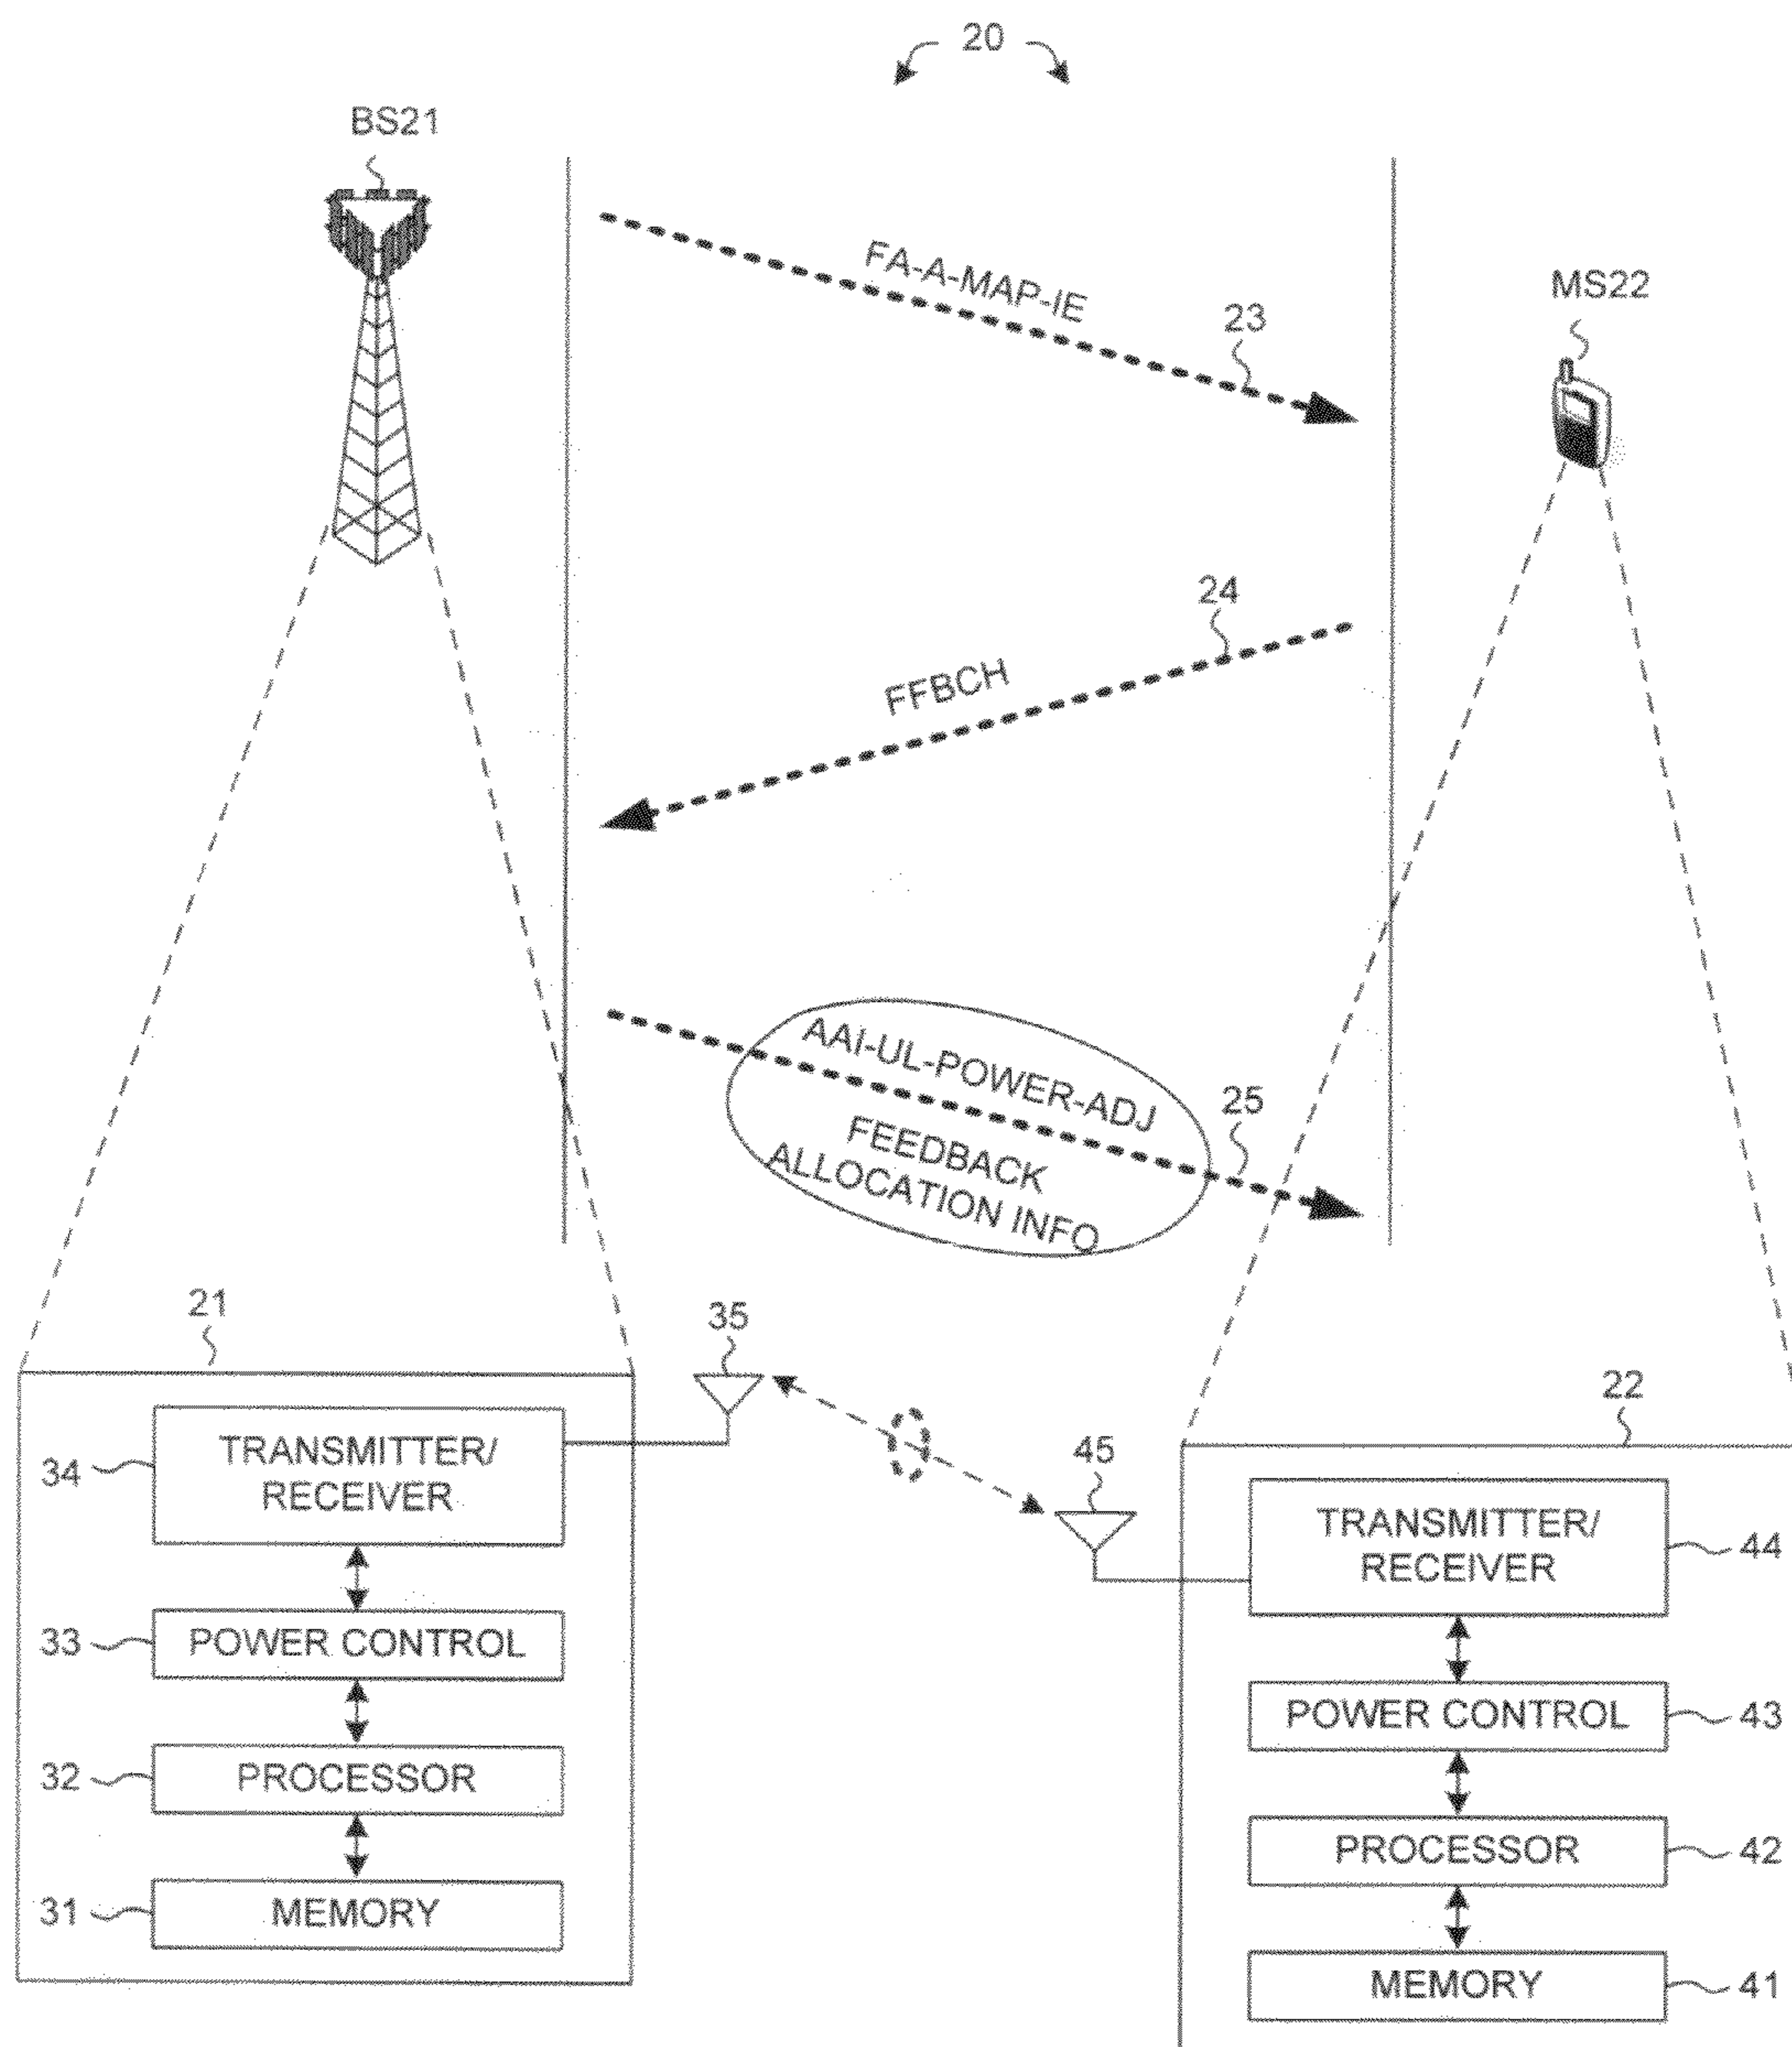 20
BS21
FA-A-MAP-IE
23
MS22
24
FFBCH
AAI-UL-POWER-ADJ
25
FEEDBACK
ALLOCATION INFO
21
35
34
TRANSMITTER/
RECEIVER
33
POWER CONTROL
32
PROCESSOR
31
MEMORY
45
22
TRANSMITTER/
RECEIVER
44
POWER CONTROL
43
PROCESSOR
42
MEMORY
41